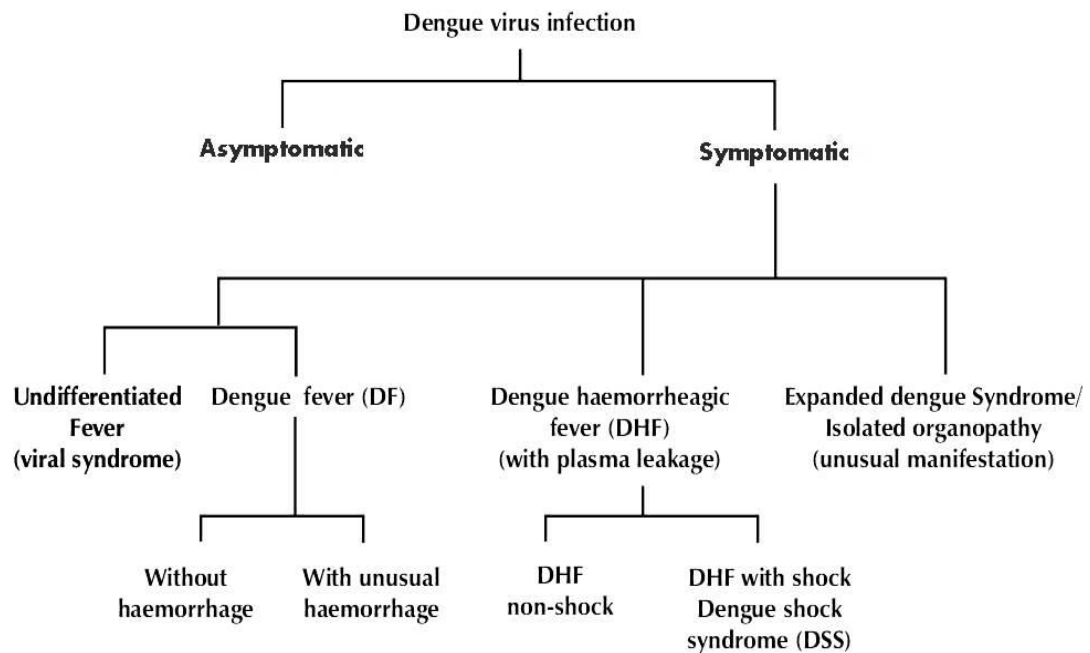 Dengue virus infection
Asymptomatic
Symptomatic
Undifferentiated
Fever
(viral syndrome)
Dengue fever (DF)
Dengue haemorrheagic
fever (DHF)
(with plasma leakage)
Expanded dengue Syndrome/
Isolated organopathy
(unusual manifestation)
Without
haemorrhage
With unusual
haemorrhage
DHF
non-shock
DHF with shock
Dengue shock
syndrome (DSS)